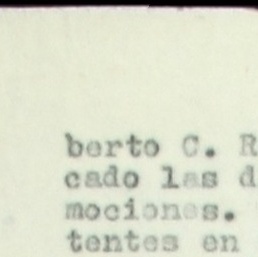 berto C. R
cado las d
mociones.
tentes en